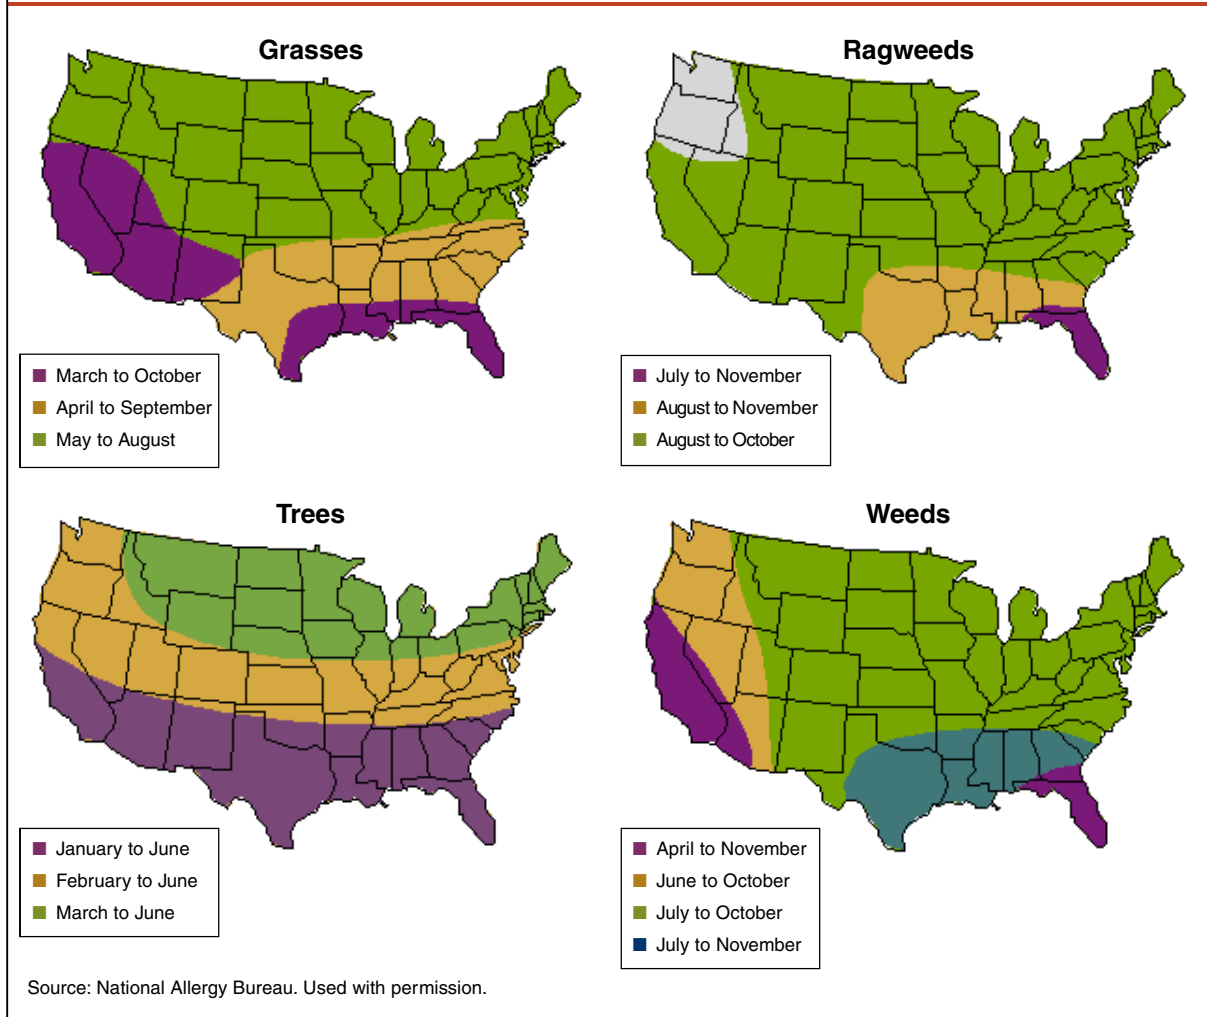 Grasses
March to October
April to September
May to August
Ragweeds
July to November
August to November
August to October
Trees
January to June
February to June
March to June
Weeds
April to November
June to October
July to October
July to November
Source: National Allergy Bureau. Used with permission.